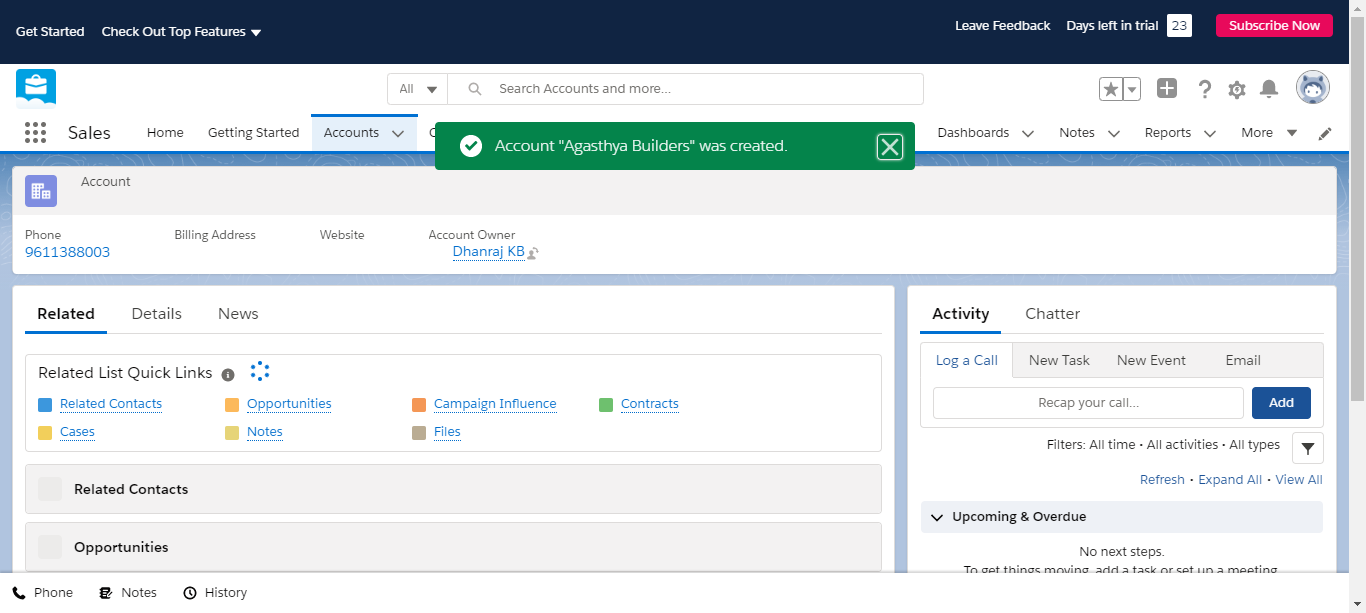 Get Started Check Out Top Features Leave Feedback Days left in trial 23 Subscribe Now
All Search Accounts and more...
Sales Home Getting Started Accounts Dashboards Notes Reports More
Account "Agasthya Builders" was created.
Account
Phone Billing Address Website Account Owner
9611388003 Dhanraj KB
Related Details News
Related List Quick Links
Related Contacts Opportunities Campaign Influence Contracts
Cases Notes Files
Related Contacts
Opportunities
Activity Chatter
Log a Call New Task New Event Email
Recap your call... Add
Filters: All time • All activities • All types
Refresh • Expand All • View All
Upcoming & Overdue
No next steps.
To get things moving, add a task or set up a meeting.
Phone Notes History